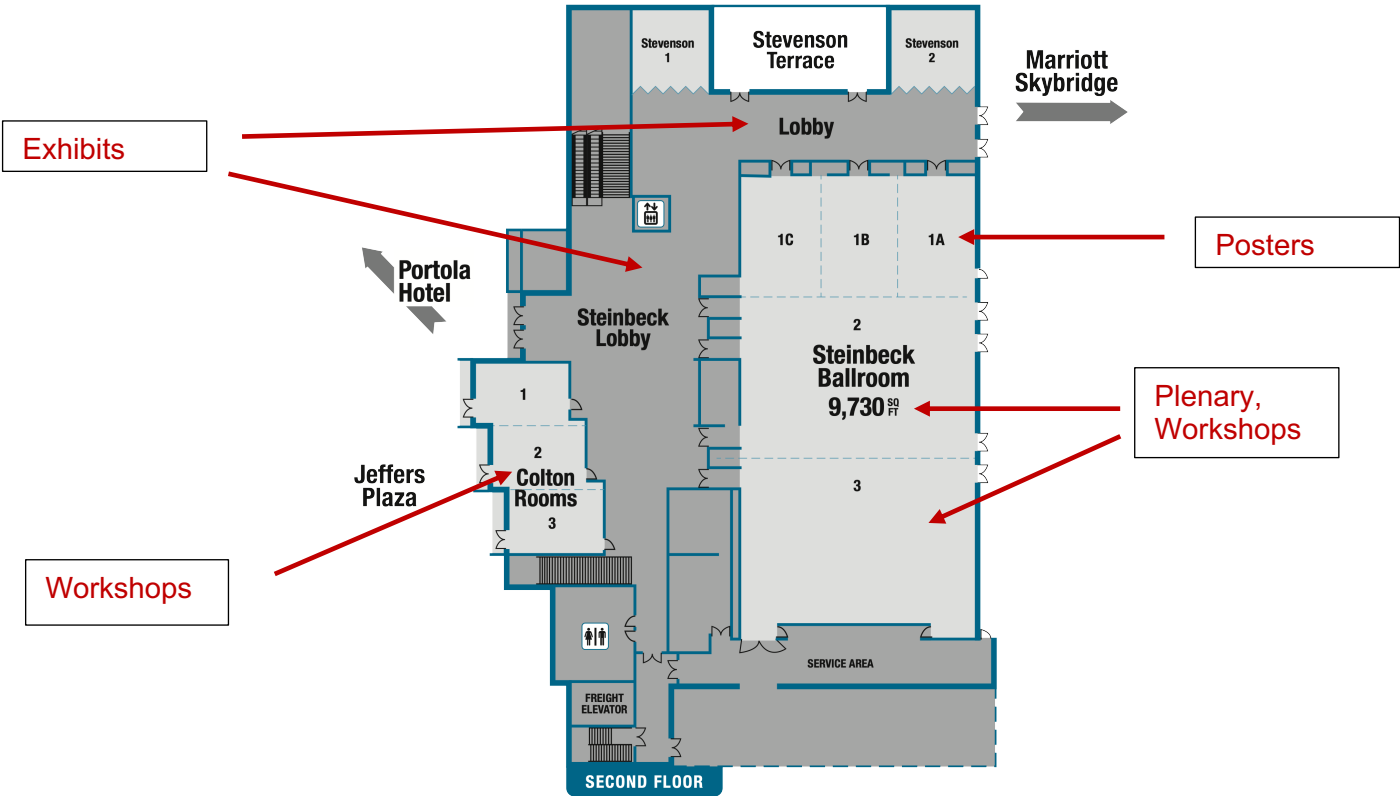 Stevenson
1
Stevenson
Terrace
Stevenson
2
Marriott
Skybridge
Exhibits
Lobby
1C
1B
1A
Posters
Portola
Hotel
Steinbeck
Lobby
2
Steinbeck
Ballroom
9,730 SQ FT
Plenary,
Workshops
1
2
Colton
Rooms
3
Jeffers
Plaza
3
Workshops
SERVICE AREA
FREIGHT
ELEVATOR
SECOND FLOOR